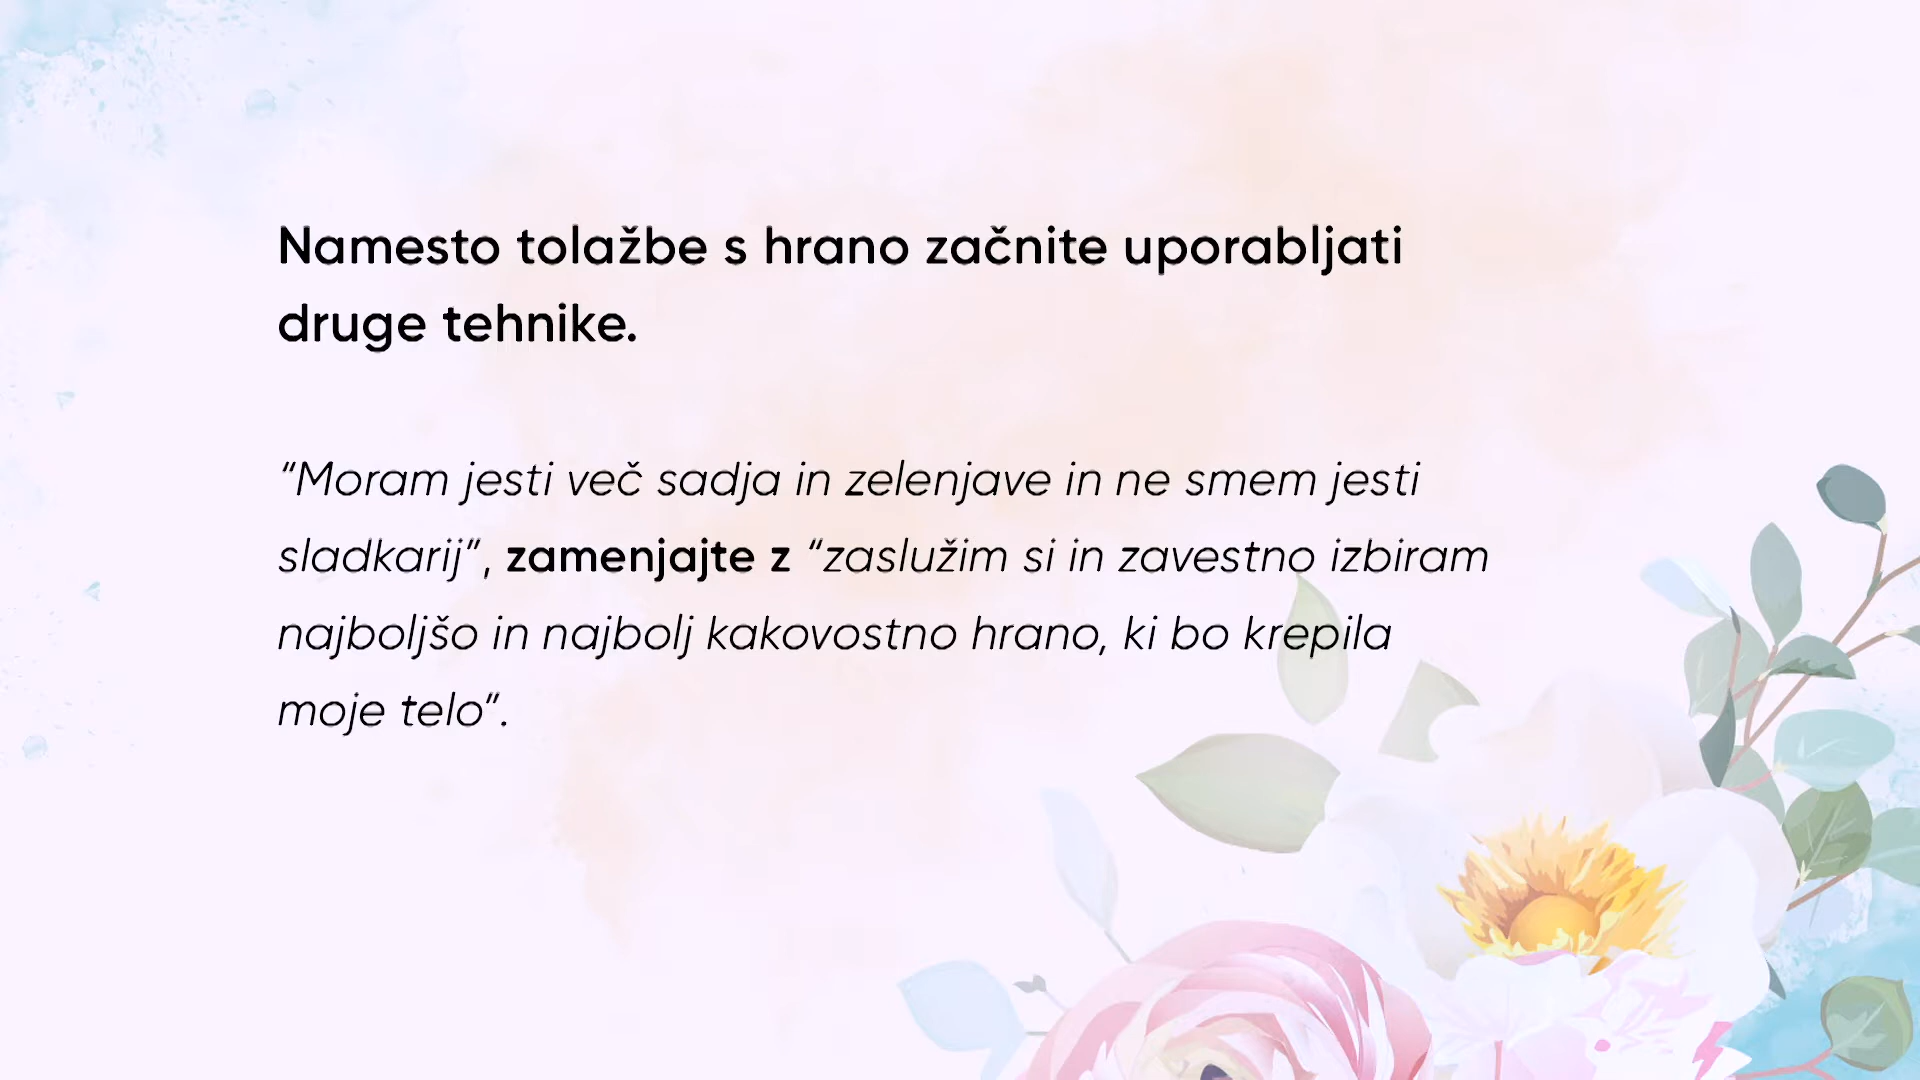 Namesto tolažbe s hrano začnite uporabljati
druge tehnike.
“Moram jesti več sadja in zelenjave in ne smem jesti
sladkarij”, zamenjajte z “zaslužim si in zavestno izbiram
najboljšo in najbolj kakovostno hrano, ki bo krepila
moje telo”.